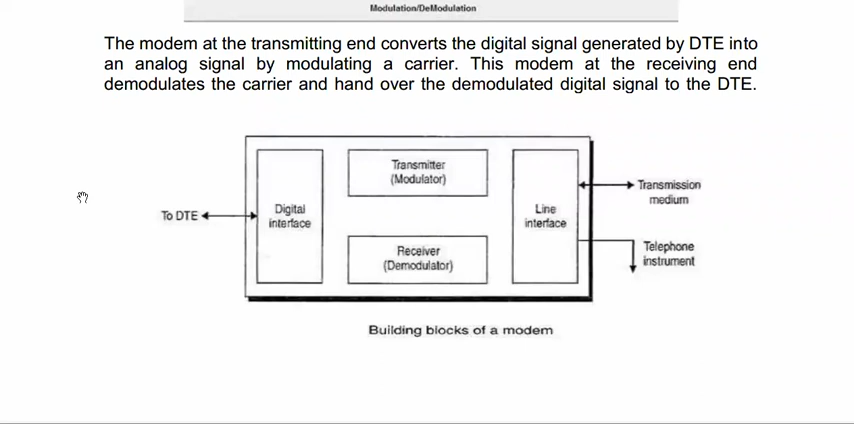 Modulation/DeModulation
The modem at the transmitting end converts the digital signal generated by DTE into
an analog signal by modulating a carrier. This modem at the receiving end
demodulates the carrier and hand over the demodulated digital signal to the DTE.
Transmitter
(Modulator)
Transmission
medium
To DTE
Digital
interface
Line
interface
Receiver
(Demodulator)
Telephone
instrument
Building blocks of a modem